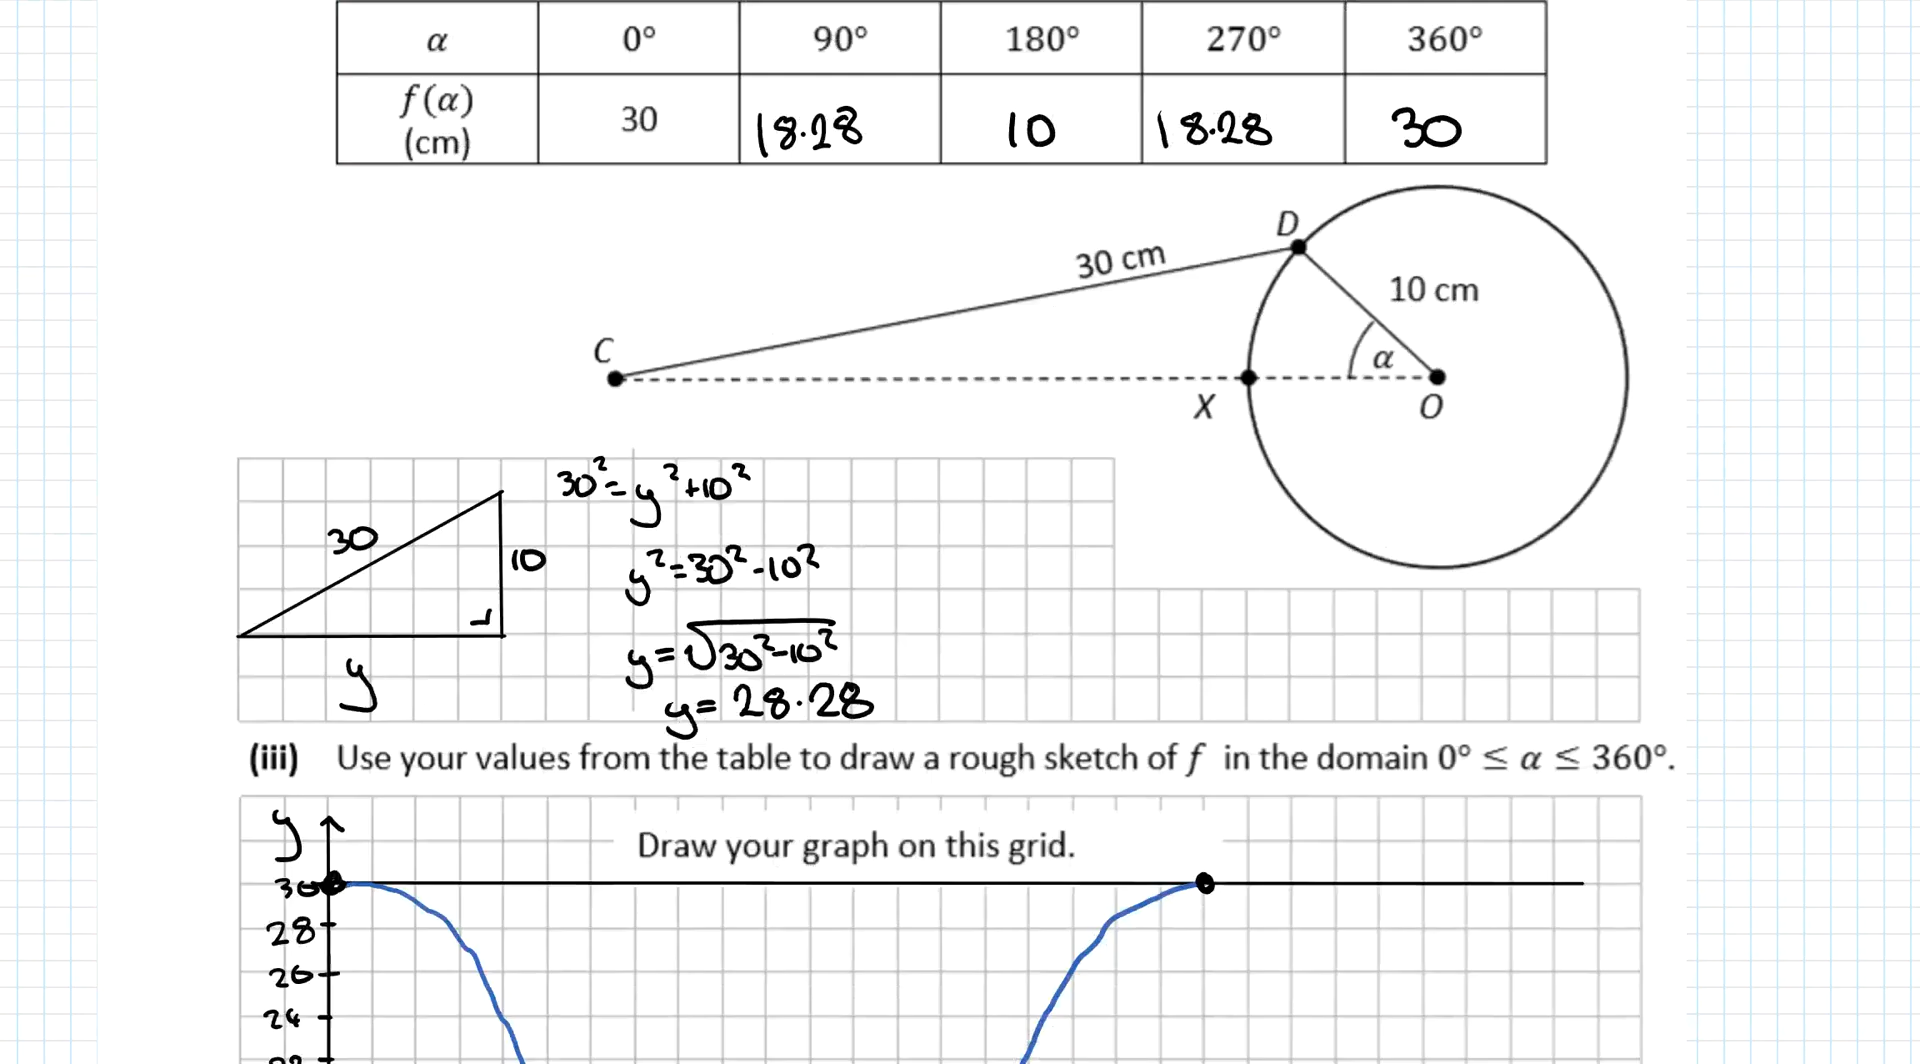 α 0° 90° 180° 270° 360°
f(α) (cm) 30 18.28 10 18.28 30
D
30 cm
10 cm
C
α
X
O
30² = y² + 10²
30
10
y² = 30² - 10²
y = √30² - 10²
y
y = 28.28
(iii) Use your values from the table to draw a rough sketch of f in the domain 0° ≤ α ≤ 360°.
y
Draw your graph on this grid.
30
28
26
24